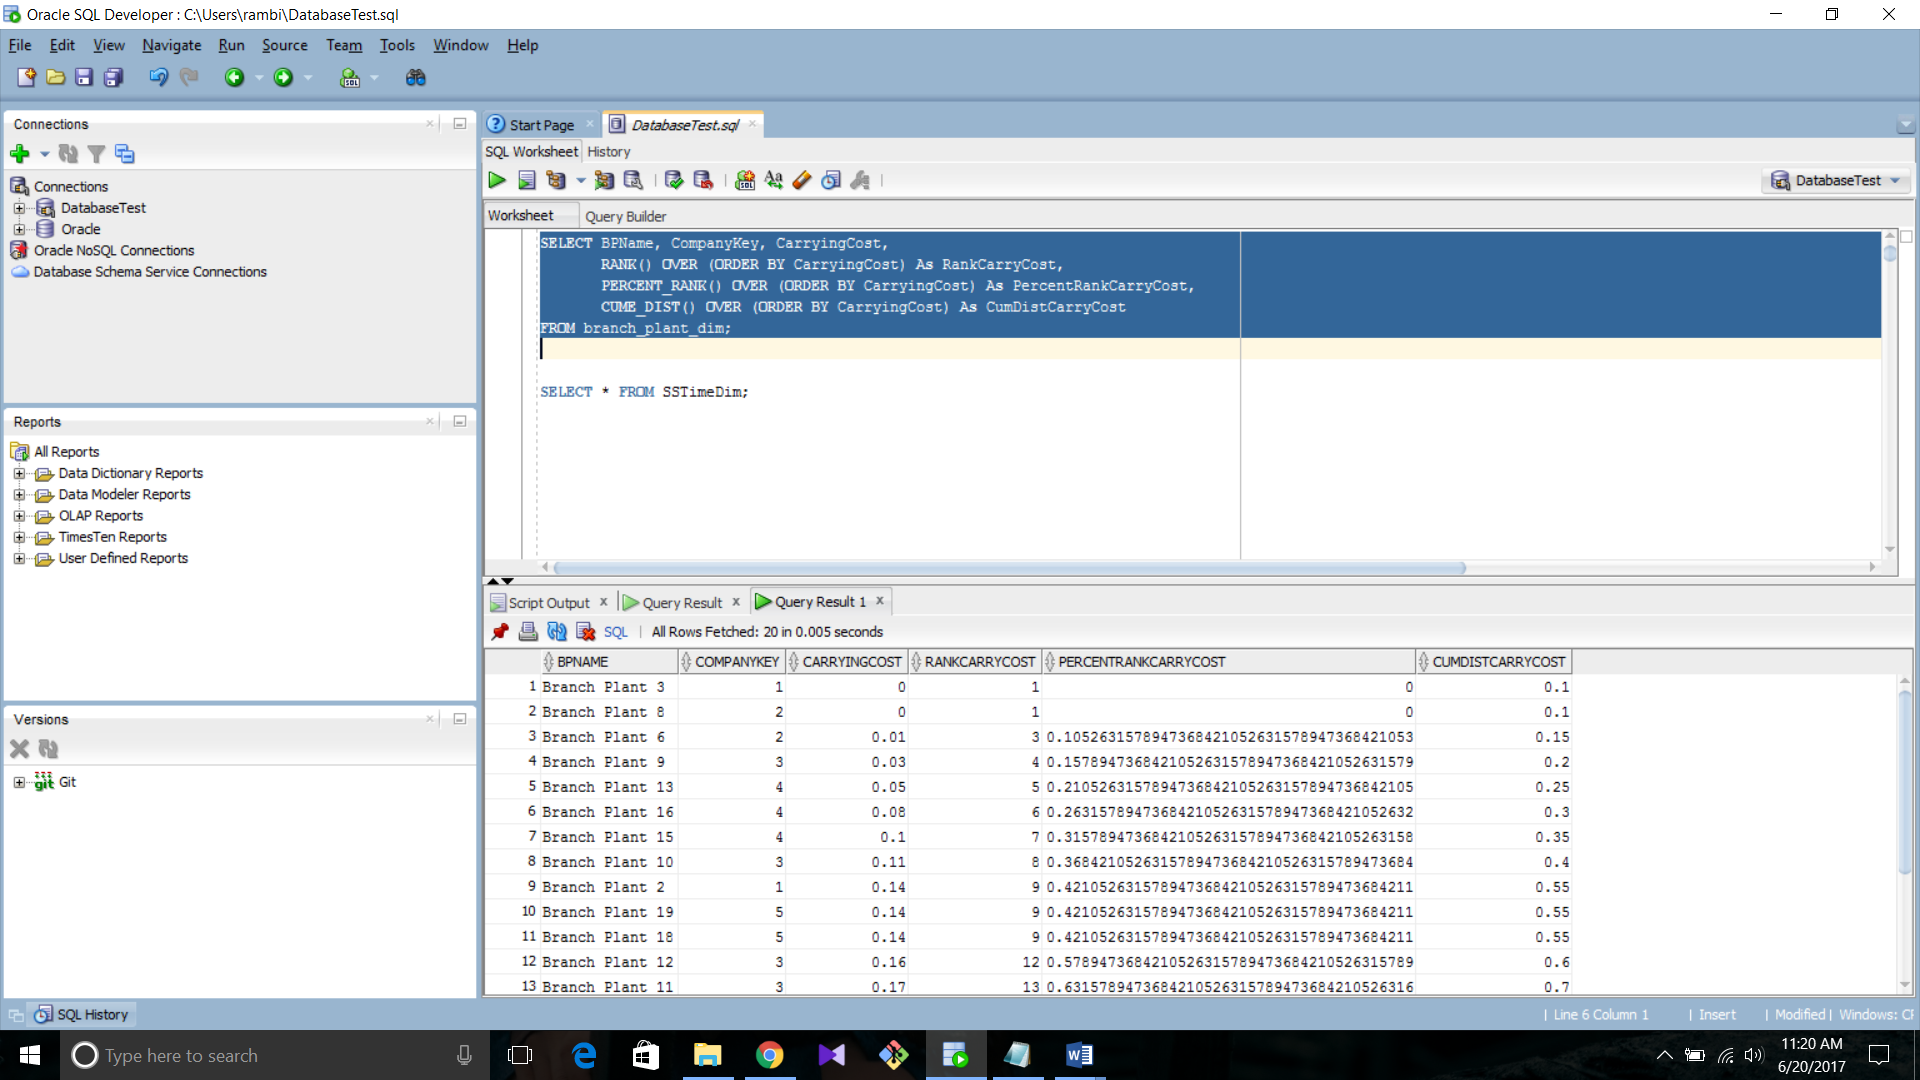 Oracle SQL Developer : C:\Users\rambi\DatabaseTest.sql
File Edit View Navigate Run Source Team Tools Window Help
Connections
Connections
DatabaseTest
Oracle
Oracle NoSQL Connections
Database Schema Service Connections
Reports
All Reports
Data Dictionary Reports
Data Modeler Reports
OLAP Reports
TimesTen Reports
User Defined Reports
Versions
git Git
Start Page DatabaseTest.sql
SQL Worksheet History
DatabaseTest
Worksheet Query Builder
SELECT BPName, CompanyKey, CarryingCost,
RANK() OVER (ORDER BY CarryingCost) As RankCarryCost,
PERCENT_RANK() OVER (ORDER BY CarryingCost) As PercentRankCarryCost,
CUME_DIST() OVER (ORDER BY CarryingCost) As CumDistCarryCost
FROM branch_plant_dim;
SELECT * FROM SSTimeDim;
Script Output Query Result Query Result 1
SQL All Rows Fetched: 20 in 0.005 seconds
BPNAME COMPANYKEY CARRYINGCOST RANKCARRYCOST PERCENTRANKCARRYCOST CUMDISTCARRYCOST
1 Branch Plant 3 1 0 1 0 0.1
2 Branch Plant 8 2 0 1 0 0.1
3 Branch Plant 6 2 0.01 3 0.105263157894736842105263157894736842105 0.15
4 Branch Plant 9 3 0.03 4 0.157894736842105263157894736842105263158 0.2
5 Branch Plant 13 4 0.05 5 0.210526315789473684210526315789473684211 0.25
6 Branch Plant 16 4 0.08 6 0.263157894736842105263157894736842105263 0.3
7 Branch Plant 15 4 0.1 7 0.315789473684210526315789473684210526316 0.35
8 Branch Plant 10 3 0.11 8 0.368421052631578947368421052631578947368 0.4
9 Branch Plant 2 1 0.14 9 0.421052631578947368421052631578947368421 0.55
10 Branch Plant 19 5 0.14 9 0.421052631578947368421052631578947368421 0.55
11 Branch Plant 18 5 0.14 9 0.421052631578947368421052631578947368421 0.55
12 Branch Plant 12 3 0.16 12 0.578947368421052631578947368421052631579 0.6
13 Branch Plant 11 3 0.17 13 0.631578947368421052631578947368421052632 0.7
SQL History
Line 6 Column 1 Insert Modified Windows: CF
Type here to search
11:20 AM
6/20/2017